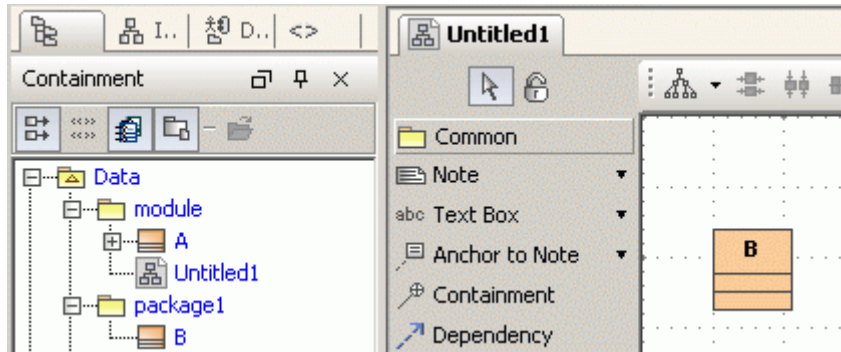 I.. D.. <>
Containment
Data
module
A
Untitled1
package1
B
Untitled1
Common
Note
abc Text Box
Anchor to Note
Containment
Dependency
B